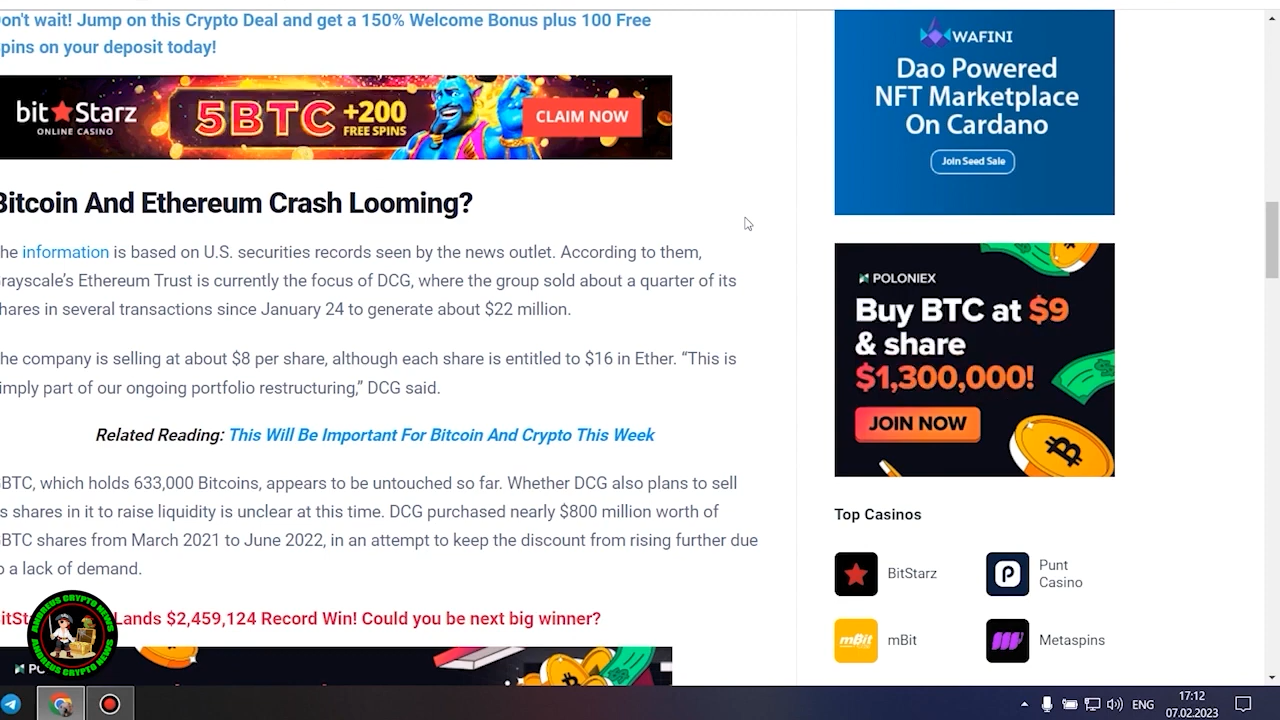 on't wait! Jump on this Crypto Deal and get a 150% Welcome Bonus plus 100 Free
pins on your deposit today!
bit Starz
ONLINE CASINO
5BTC +200
FREE SPINS
CLAIM NOW
Bitcoin And Ethereum Crash Looming?
he information is based on U.S. securities records seen by the news outlet. According to them,
rayscale's Ethereum Trust is currently the focus of DCG, where the group sold about a quarter of its
hares in several transactions since January 24 to generate about $22 million.
he company is selling at about $8 per share, although each share is entitled to $16 in Ether. “This is
imply part of our ongoing portfolio restructuring,” DCG said.
Related Reading: This Will Be Important For Bitcoin And Crypto This Week
BTC, which holds 633,000 Bitcoins, appears to be untouched so far. Whether DCG also plans to sell
s shares in it to raise liquidity is unclear at this time. DCG purchased nearly $800 million worth of
BTC shares from March 2021 to June 2022, in an attempt to keep the discount from rising further due
o a lack of demand.
Lands $2,459,124 Record Win! Could you be next big winner?
WAFINI
Dao Powered
NFT Marketplace
On Cardano
Join Seed Sale
POLONIEX
Buy BTC at $9
& share
$1,300,000!
JOIN NOW
Top Casinos
BitStarz
Punt
Casino
mBit
mBit
Metaspins
ANDREUS CRYPTO NEWS
ANDREUS CRYPTO NEWS
ENG
17:12
07.02.2023